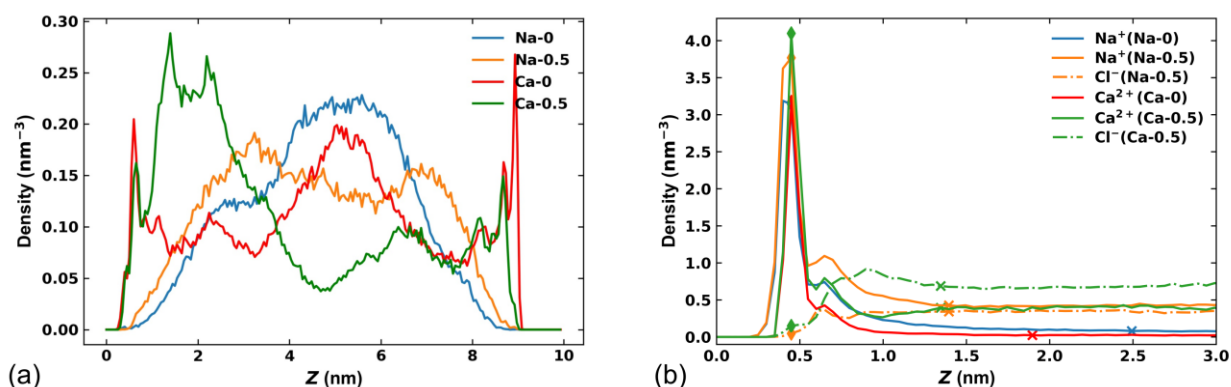 0.30
0.25
0.20
0.15
0.10
0.05
0.00
Density (nm⁻³)
0 2 4 6 8 10
Z (nm)
Na-0
Na-0.5
Ca-0
Ca-0.5
(a)
4.0
3.5
3.0
2.5
2.0
1.5
1.0
0.5
0.0
Density (nm⁻³)
0.0 0.5 1.0 1.5 2.0 2.5 3.0
Z (nm)
Na⁺(Na-0)
Na⁺(Na-0.5)
Cl⁻(Na-0.5)
Ca²⁺(Ca-0)
Ca²⁺(Ca-0.5)
Cl⁻(Ca-0.5)
(b)